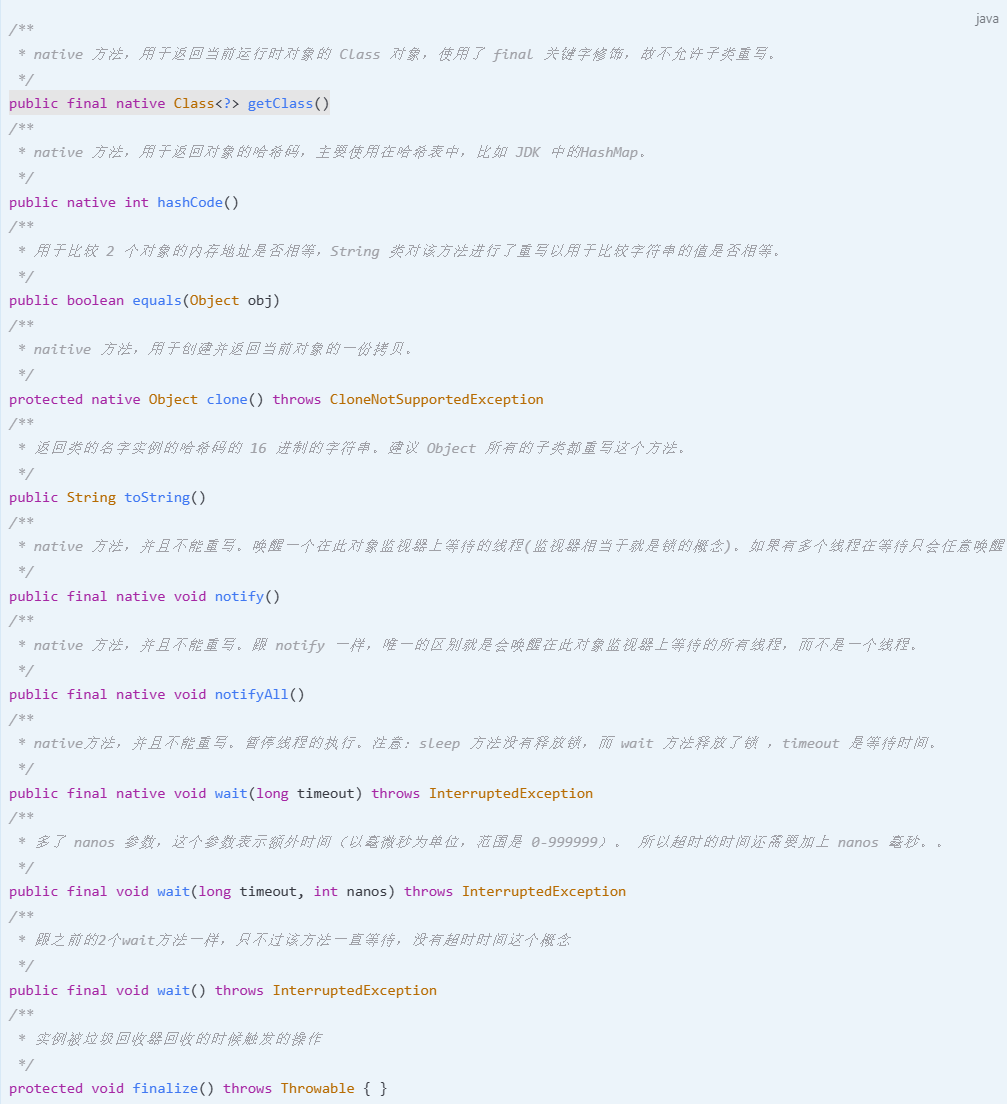 java
/**
 * native 方法，用于返回当前运行时对象的 Class 对象，使用了 final 关键字修饰，故不允许子类重写。
 */
public final native Class<?> getClass()
/**
 * native 方法，用于返回对象的哈希码，主要使用在哈希表中，比如 JDK 中的HashMap。
 */
public native int hashCode()
/**
 * 用于比较 2 个对象的内存地址是否相等，String 类对该方法进行了重写以用于比较字符串的值是否相等。
 */
public boolean equals(Object obj)
/**
 * naitive 方法，用于创建并返回当前对象的一份拷贝。
 */
protected native Object clone() throws CloneNotSupportedException
/**
 * 返回类的名字实例的哈希码的 16 进制的字符串。建议 Object 所有的子类都重写这个方法。
 */
public String toString()
/**
 * native 方法，并且不能重写。唤醒一个在此对象监视器上等待的线程(监视器相当于就是锁的概念)。如果有多个线程在等待只会任意唤醒
 */
public final native void notify()
/**
 * native 方法，并且不能重写。跟 notify 一样，唯一的区别就是会唤醒在此对象监视器上等待的所有线程，而不是一个线程。
 */
public final native void notifyAll()
/**
 * native方法，并且不能重写。暂停线程的执行。注意：sleep 方法没有释放锁，而 wait 方法释放了锁 ，timeout 是等待时间。
 */
public final native void wait(long timeout) throws InterruptedException
/**
 * 多了 nanos 参数，这个参数表示额外时间（以毫微秒为单位，范围是 0-999999）。 所以超时的时间还需要加上 nanos 毫秒。。
 */
public final void wait(long timeout, int nanos) throws InterruptedException
/**
 * 跟之前的2个wait方法一样，只不过该方法一直等待，没有超时时间这个概念
 */
public final void wait() throws InterruptedException
/**
 * 实例被垃圾回收器回收的时候触发的操作
 */
protected void finalize() throws Throwable { }